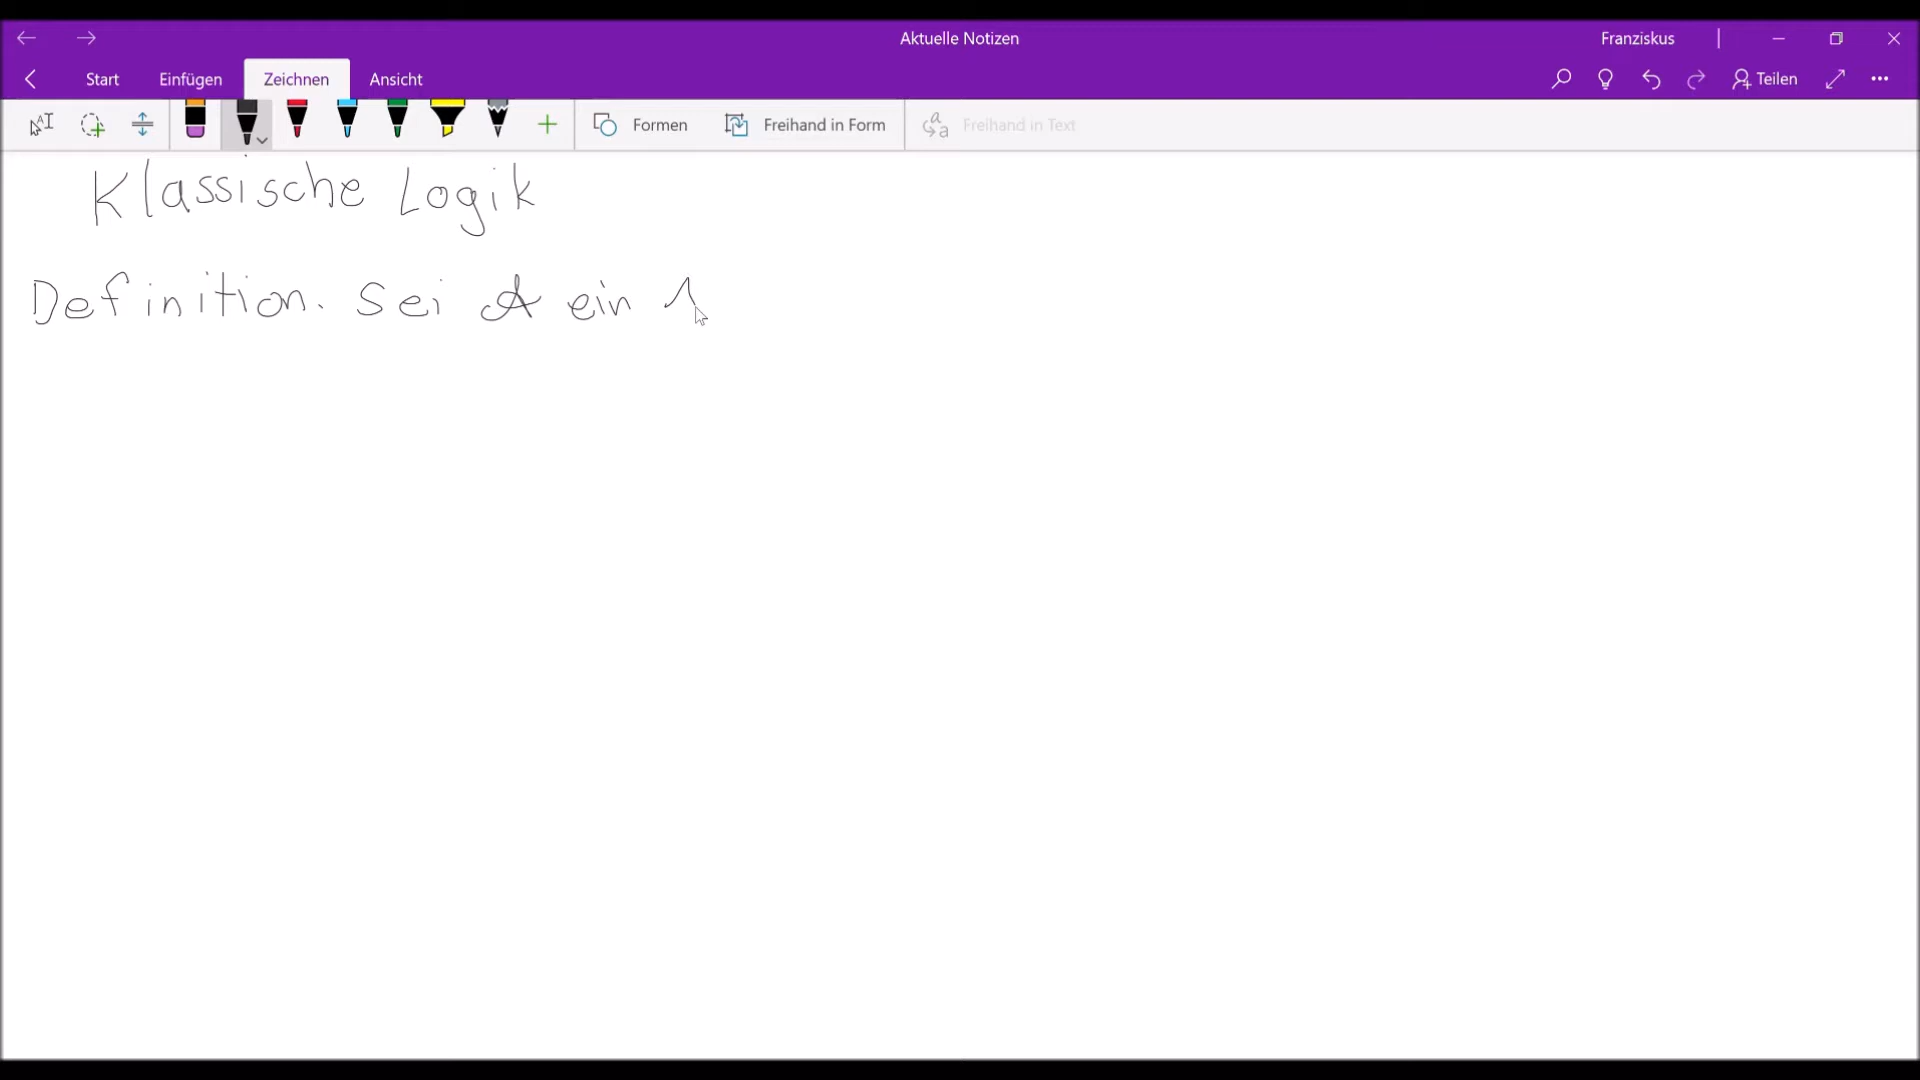 Aktuelle Notizen
Franziskus
Start Einfügen Zeichnen Ansicht
Teilen
Formen Freihand in Form Freihand in Text
Klassische Logik
Definition. Sei A ein